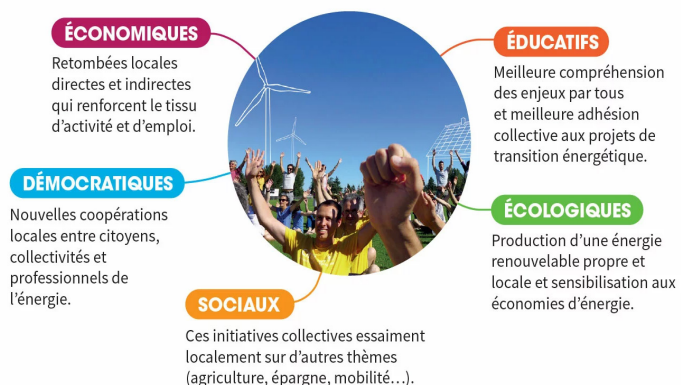 ÉCONOMIQUES
Retombées locales
directes et indirectes
qui renforcent le tissu
d’activité et d’emploi.
ÉDUCATIFS
Meilleure compréhension
des enjeux par tous
et meilleure adhésion
collective aux projets de
transition énergétique.
DÉMOCRATIQUES
Nouvelles coopérations
locales entre citoyens,
collectivités et
professionnels de
l’énergie.
ÉCOLOGIQUES
Production d’une énergie
renouvelable propre et
locale et sensibilisation aux
économies d’énergie.
SOCIAUX
Ces initiatives collectives essaiment
localement sur d’autres thèmes
(agriculture, épargne, mobilité…).